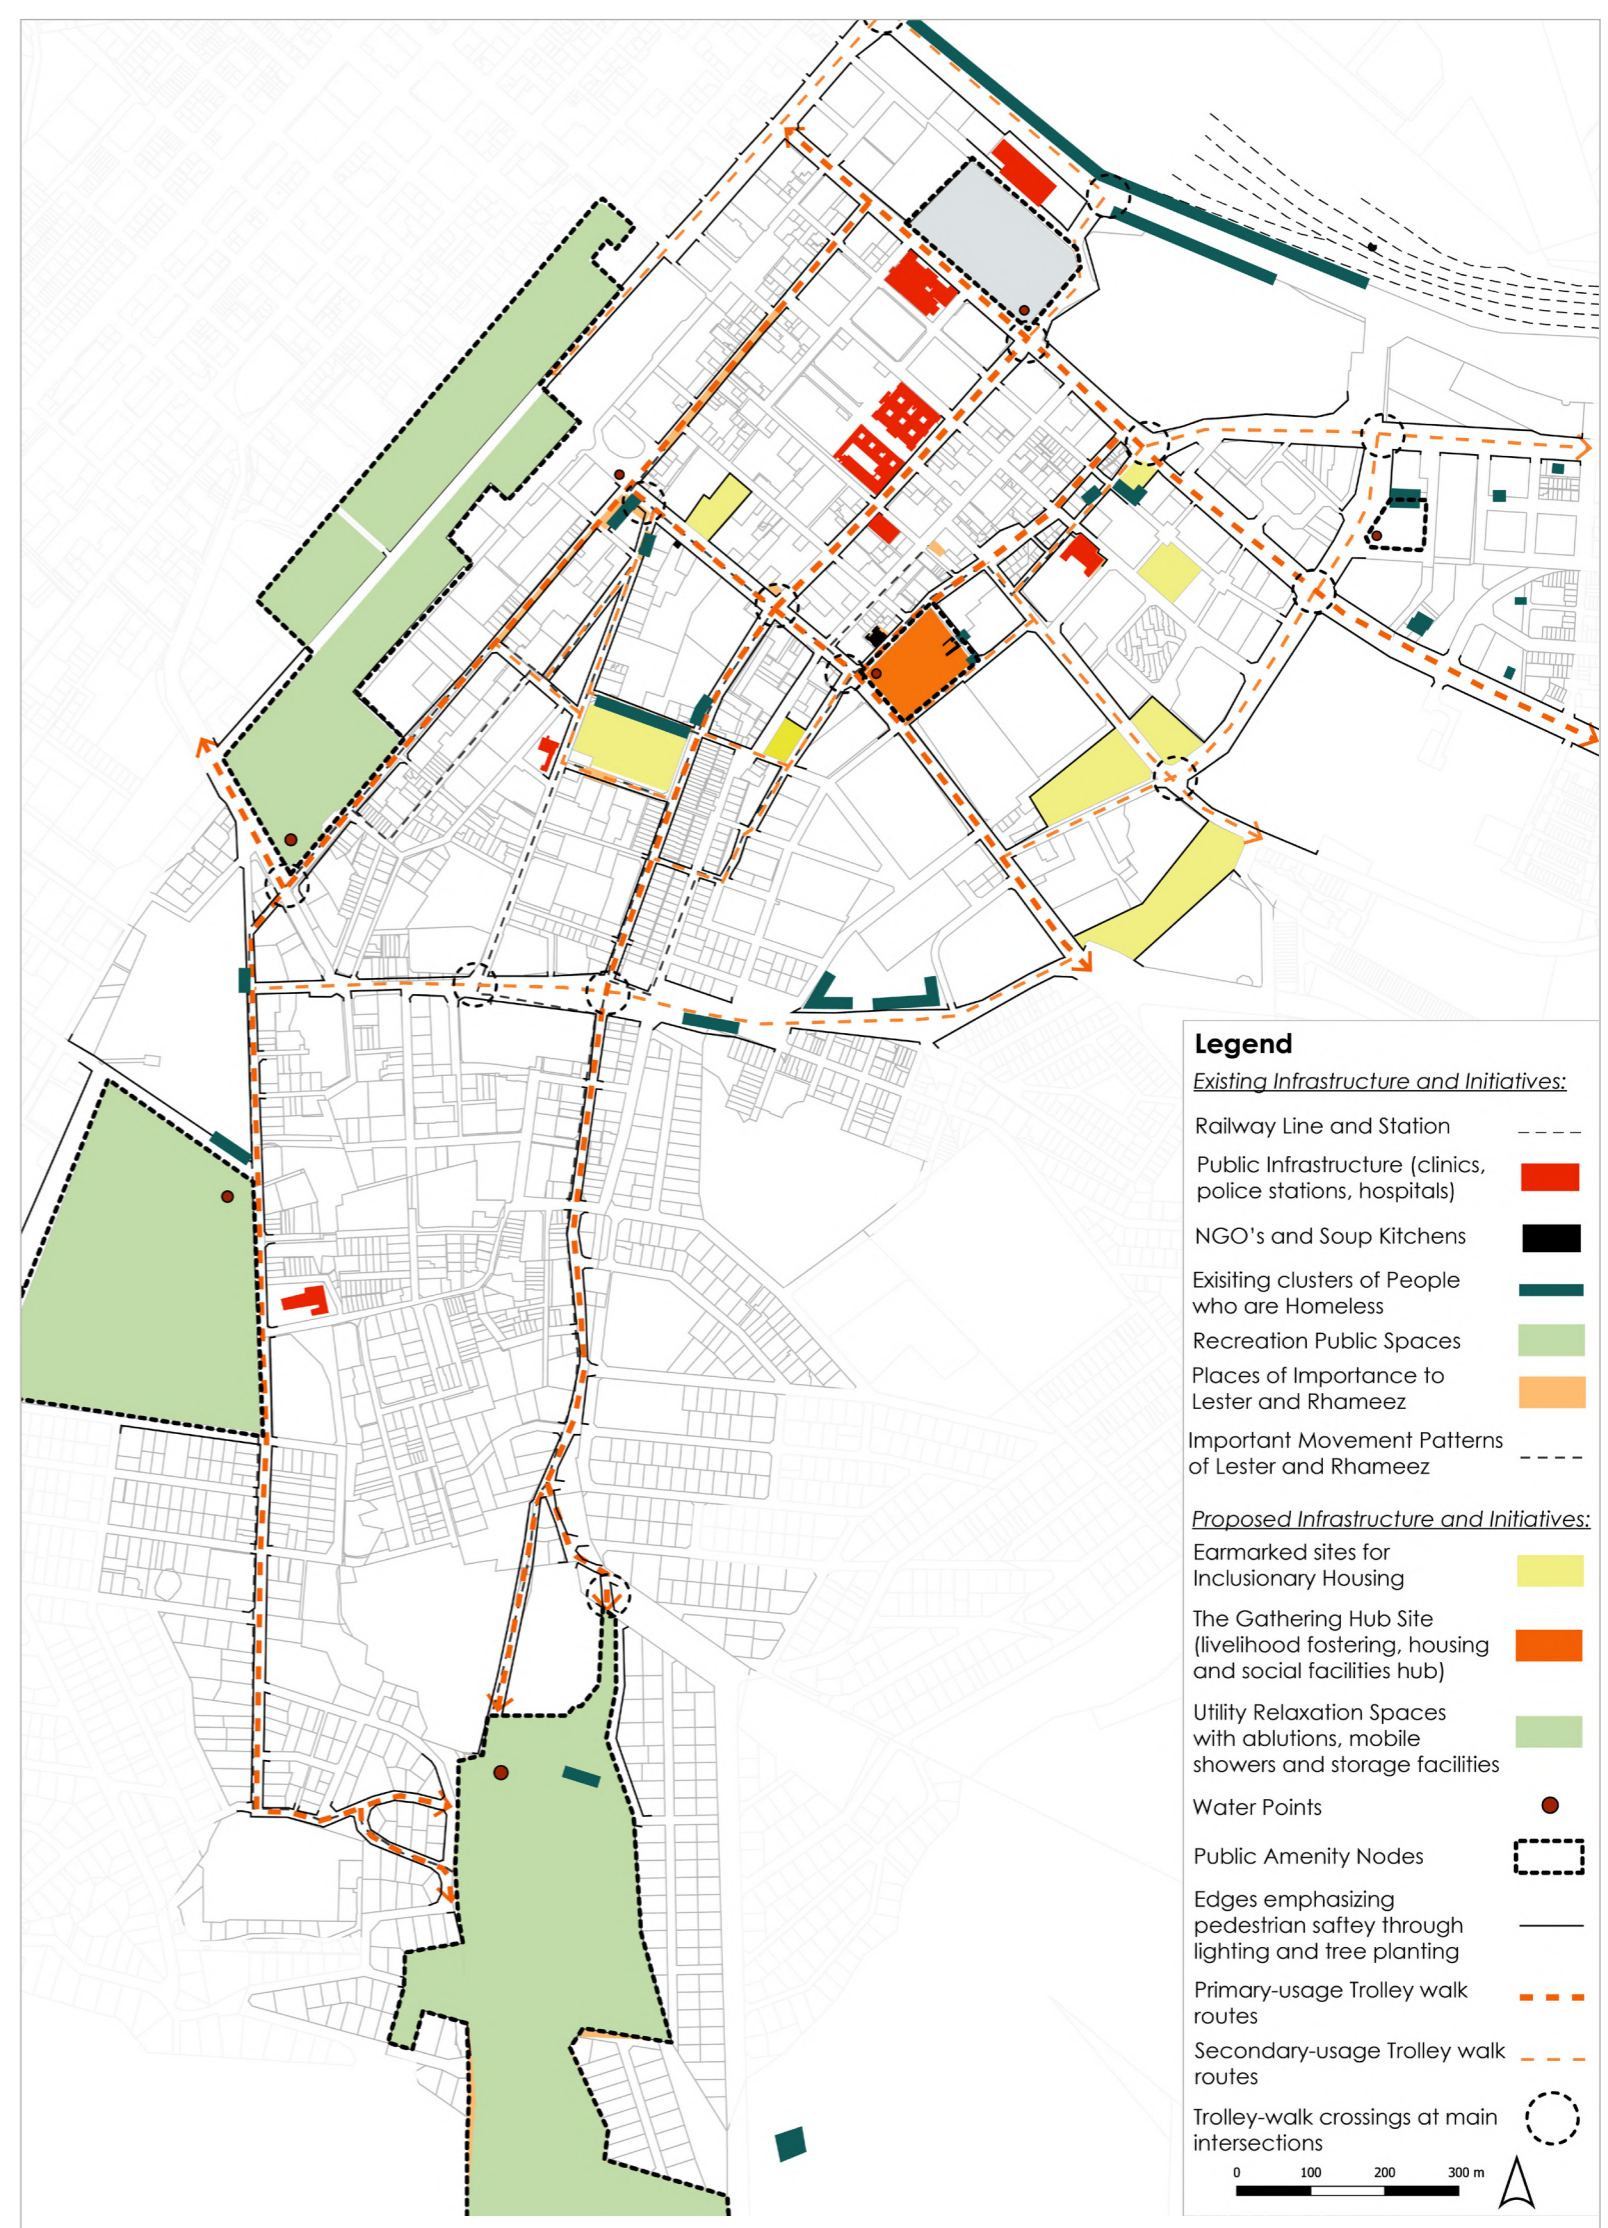 Legend
Existing Infrastructure and Initiatives:
Railway Line and Station
Public Infrastructure (clinics,
police stations, hospitals)
NGO's and Soup Kitchens
Exisiting clusters of People
who are Homeless
Recreation Public Spaces
Places of Importance to
Lester and Rhameez
Important Movement Patterns
of Lester and Rhameez
Proposed Infrastructure and Initiatives:
Earmarked sites for
Inclusionary Housing
The Gathering Hub Site
(livelihood fostering, housing
and social facilities hub)
Utility Relaxation Spaces
with ablutions, mobile
showers and storage facilities
Water Points
Public Amenity Nodes
Edges emphasizing
pedestrian saftey through
lighting and tree planting
Primary-usage Trolley walk
routes
Secondary-usage Trolley walk
routes
Trolley-walk crossings at main
intersections
0 100 200 300 m